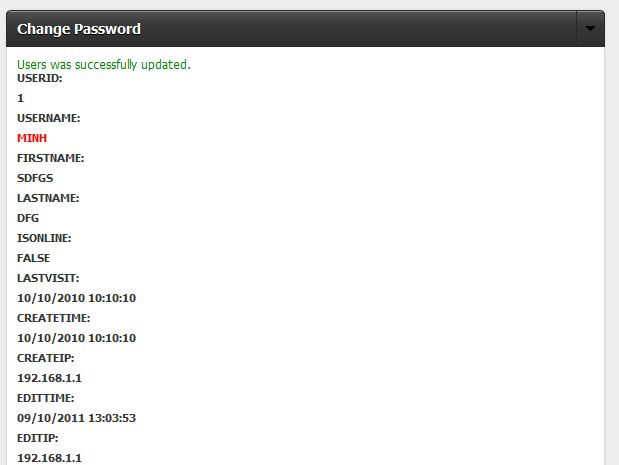 Change Password
Users was successfully updated.
USERID:
1
USERNAME:
MINH
FIRSTNAME:
SDFGS
LASTNAME:
DFG
ISONLINE:
FALSE
LASTVISIT:
10/10/2010 10:10:10
CREATETIME:
10/10/2010 10:10:10
CREATEIP:
192.168.1.1
EDITTIME:
09/10/2011 13:03:53
EDITIP:
192.168.1.1